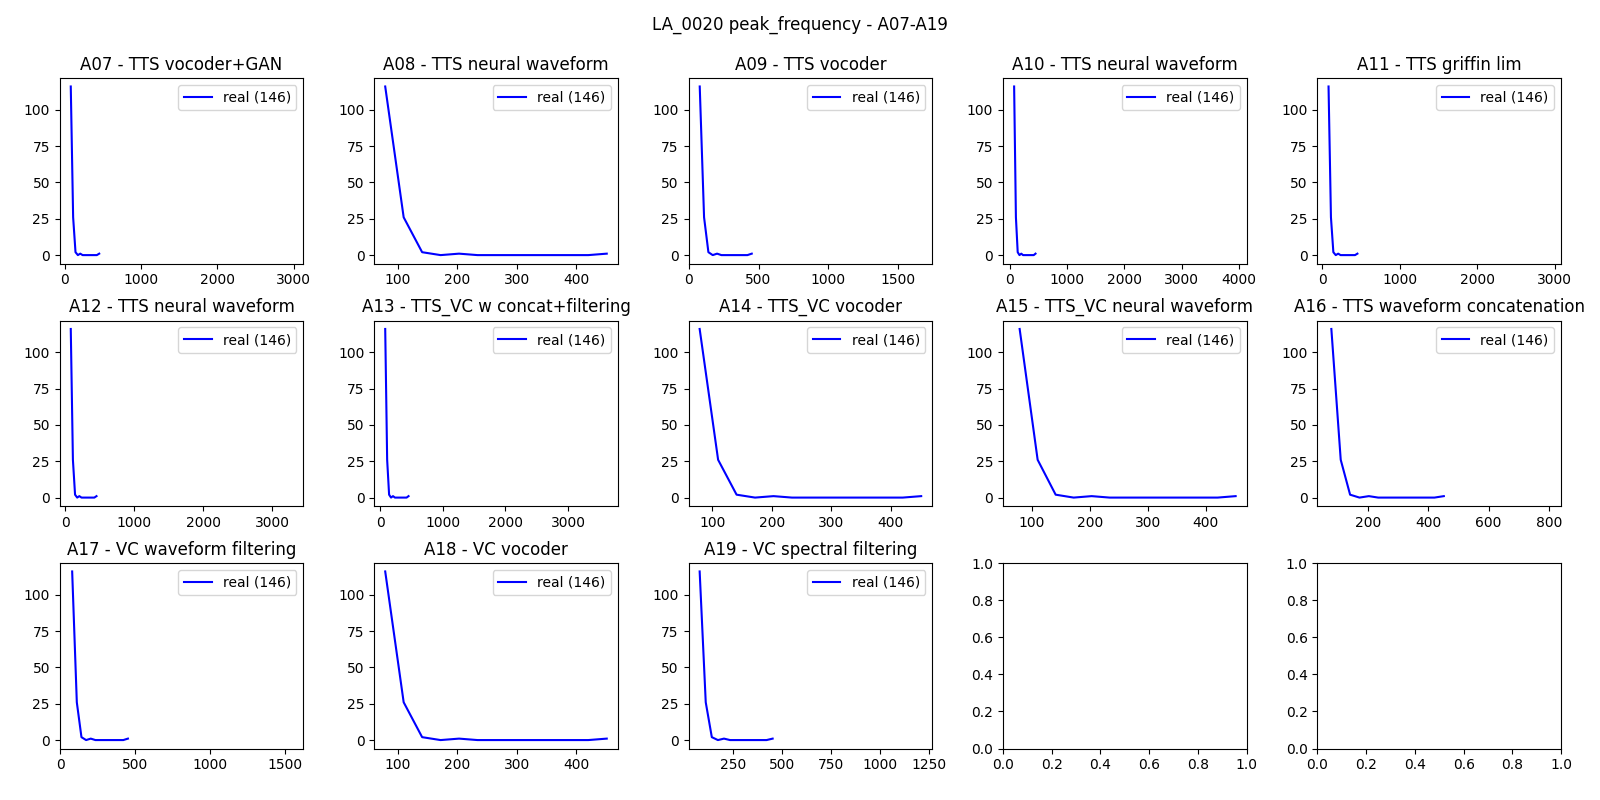 LA_0020 peak_frequency - A07-A19
A07 - TTS vocoder+GAN
A08 - TTS neural waveform
A09 - TTS vocoder
A10 - TTS neural waveform
A11 - TTS griffin lim
real (146)
real (146)
real (146)
real (146)
real (146)
100
75
50
25
0
100
75
50
25
0
100
75
50
25
0
100
75
50
25
0
100
75
50
25
0
0 1000 2000 3000
100 200 300 400
0 500 1000 1500
0 1000 2000 3000 4000
0 1000 2000 3000
A12 - TTS neural waveform
A13 - TTS_VC w concat+filtering
A14 - TTS_VC vocoder
A15 - TTS_VC neural waveform
A16 - TTS waveform concatenation
real (146)
real (146)
real (146)
real (146)
real (146)
100
75
50
25
0
100
75
50
25
0
100
75
50
25
0
100
75
50
25
0
100
75
50
25
0
0 1000 2000 3000
0 1000 2000 3000
100 200 300 400
100 200 300 400
200 400 600 800
A17 - VC waveform filtering
A18 - VC vocoder
A19 - VC spectral filtering
real (146)
real (146)
real (146)
100
75
50
25
0
100
75
50
25
0
100
75
50
25
0
1.0
0.8
0.6
0.4
0.2
0.0
1.0
0.8
0.6
0.4
0.2
0.0
0 500 1000 1500
100 200 300 400
250 500 750 1000 1250
0.0 0.2 0.4 0.6 0.8 1.0
0.0 0.2 0.4 0.6 0.8 1.0